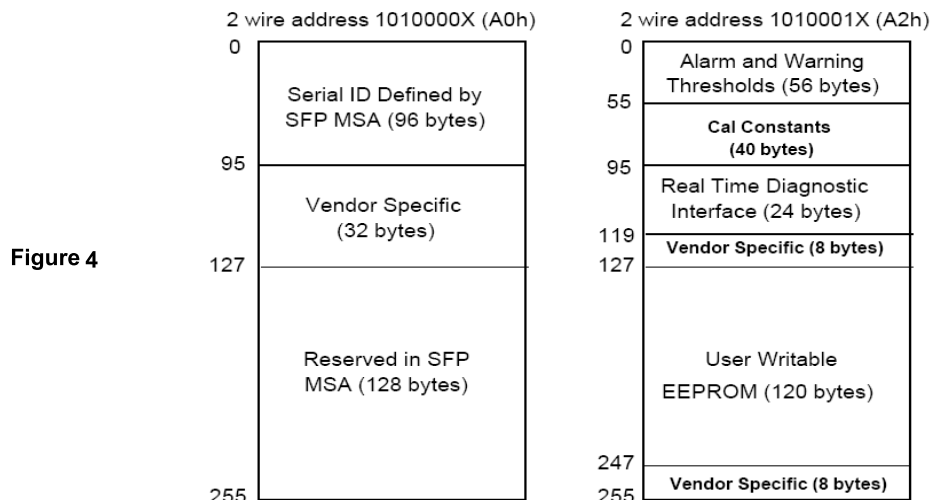 2 wire address 1010000X (A0h)
0
Serial ID Defined by
SFP MSA (96 bytes)
95
Vendor Specific
(32 bytes)
127
Reserved in SFP
MSA (128 bytes)
255
2 wire address 1010001X (A2h)
0
Alarm and Warning
Thresholds (56 bytes)
55
Cal Constants
(40 bytes)
95
Real Time Diagnostic
Interface (24 bytes)
119
Vendor Specific (8 bytes)
127
User Writable
EEPROM (120 bytes)
247
Vendor Specific (8 bytes)
255
Figure 4